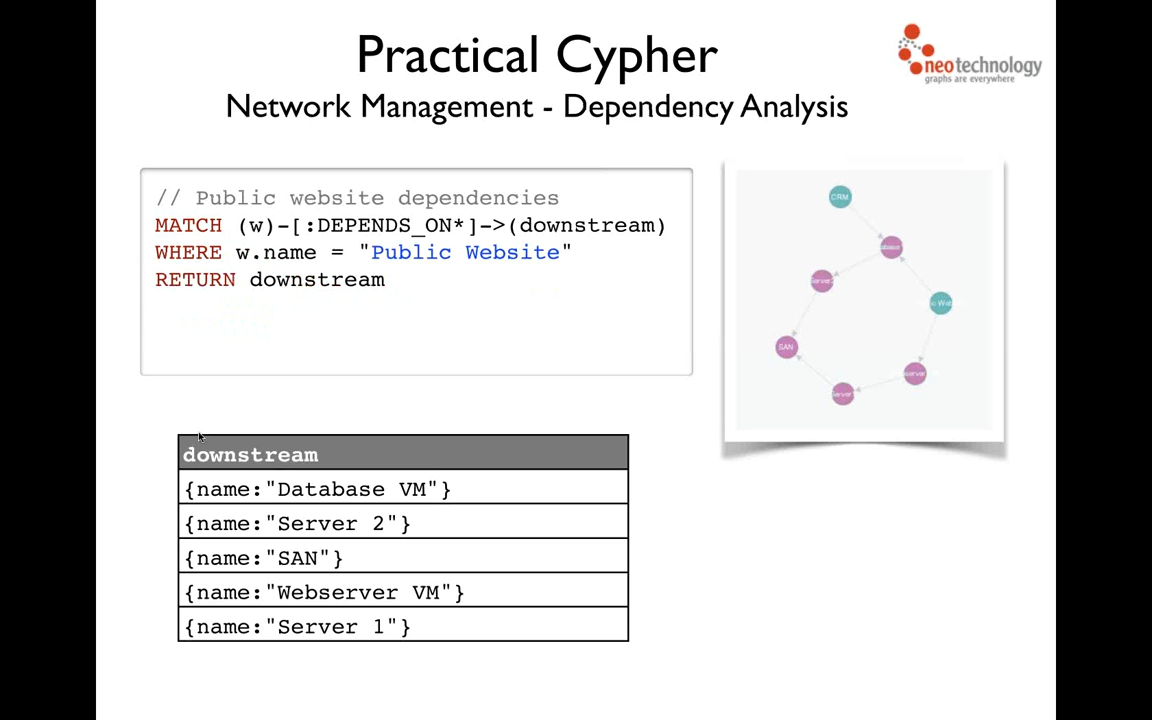 Practical Cypher
neotechnology
graphs are everywhere
Network Management - Dependency Analysis
// Public website dependencies
MATCH (w)-[:DEPENDS_ON*]->(downstream)
WHERE w.name = "Public Website"
RETURN downstream
CRM
SAN
downstream
{name:"Database VM"}
{name:"Server 2"}
{name:"SAN"}
{name:"Webserver VM"}
{name:"Server 1"}